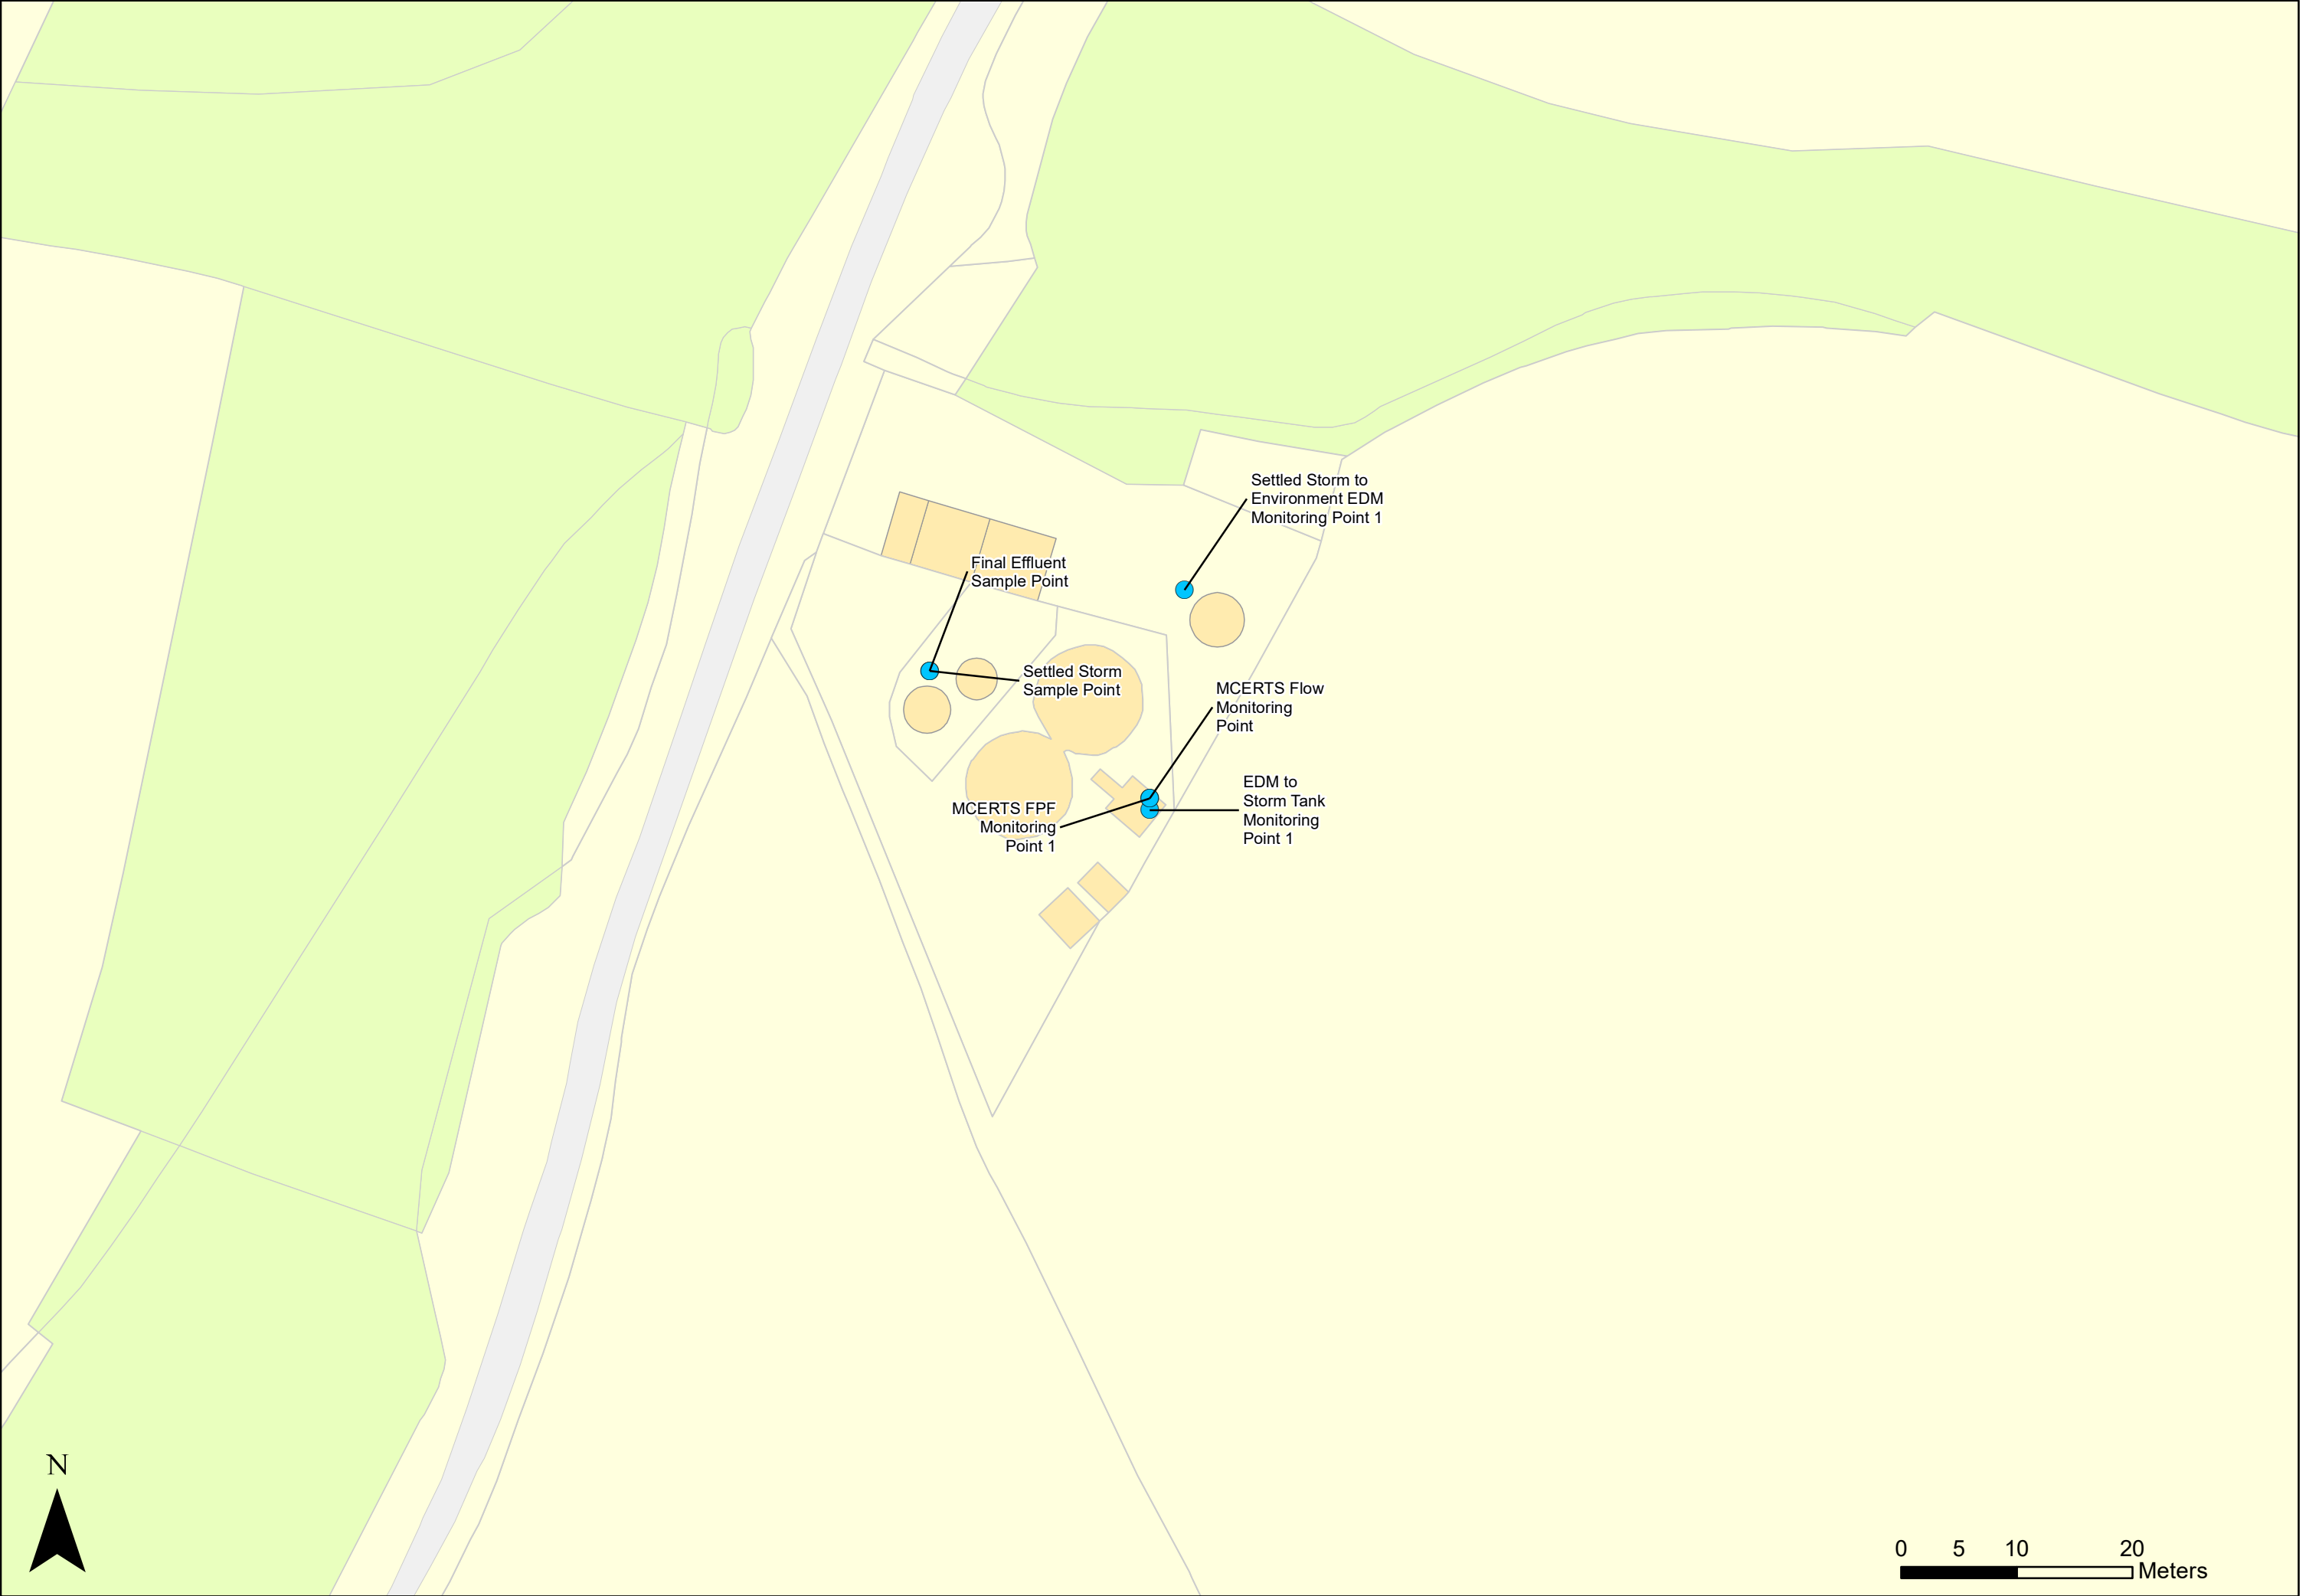 Settled Storm to
Environment EDM
Monitoring Point 1
Final Effluent
Sample Point
Settled Storm
Sample Point
MCERTS Flow
Monitoring
Point
EDM to
Storm Tank
Monitoring
Point 1
MCERTS FPF
Monitoring
Point 1
N
0 5 10 20
Meters